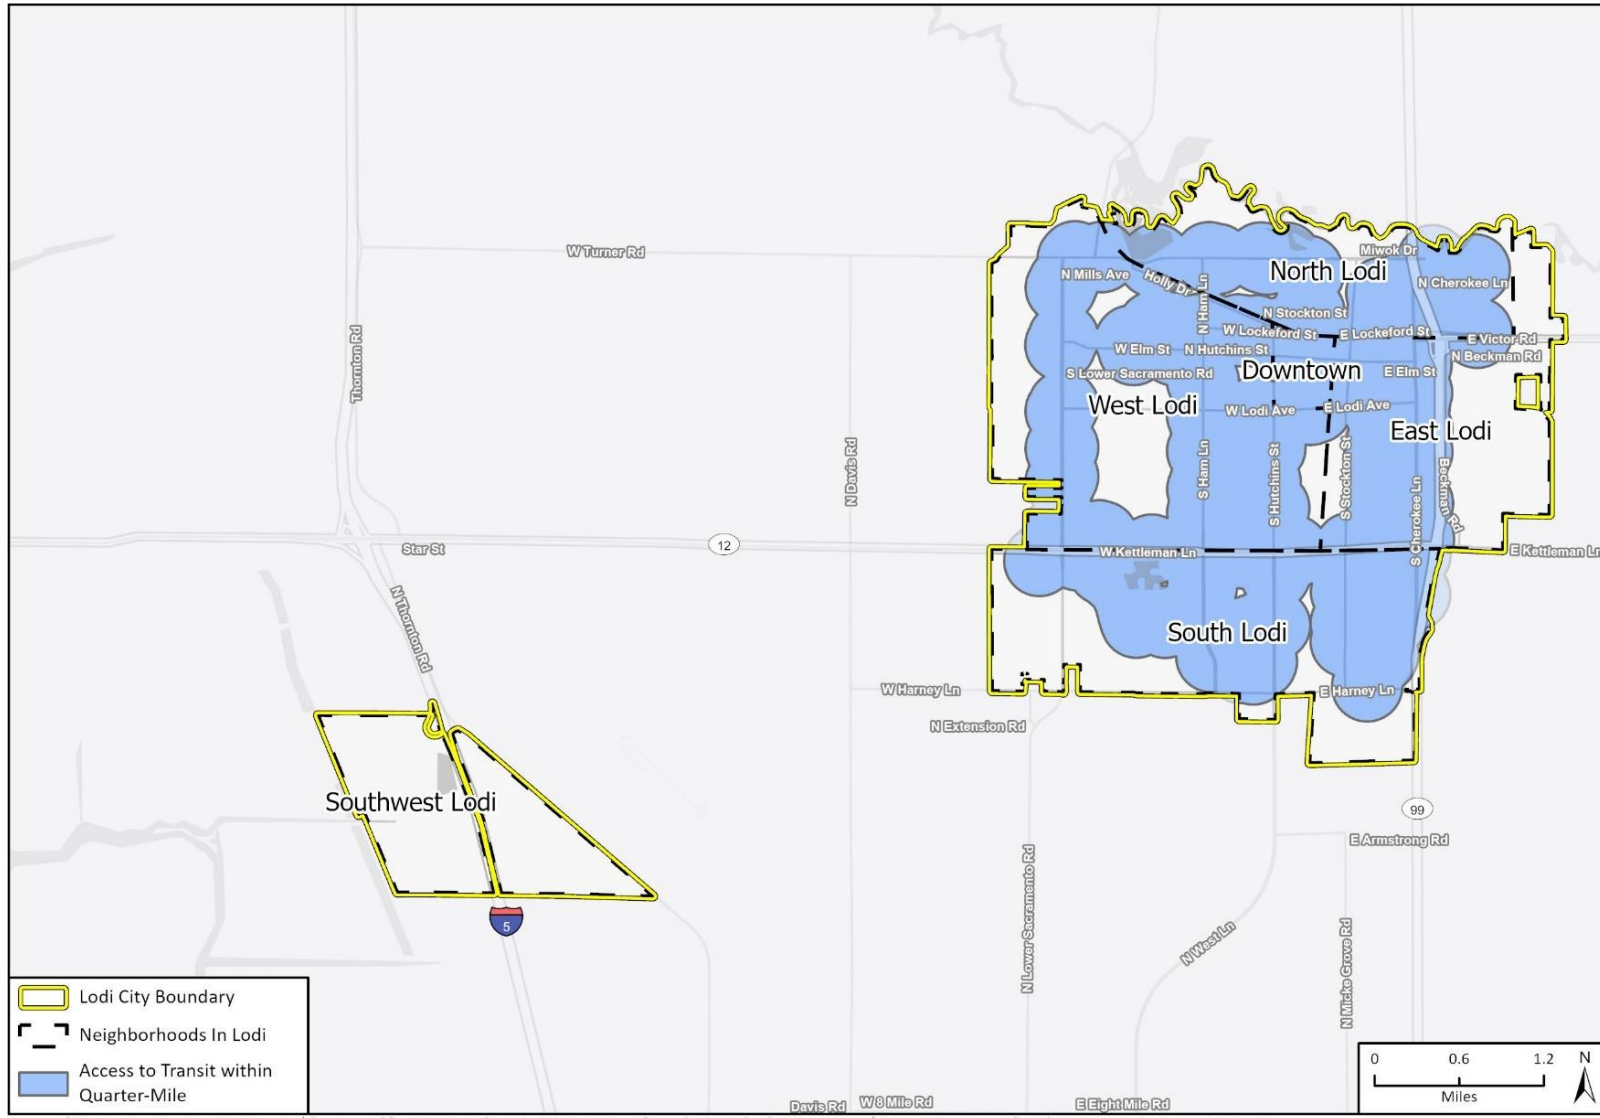 W Turner Rd
Miwok Dr
North Lodi
N Mills Ave
Holly Dr
N Ham Ln
N Cherokee Ln
N Stockton St
W Lockeford St
E Lockeford St
E Victor Rd
N Beckman Rd
W Elm St
N Hutchins St
Downtown
E Elm St
S Lower Sacramento Rd
West Lodi
W Lodi Ave
E Lodi Ave
East Lodi
Thornton Rd
N Davis Rd
S Ham Ln
S Hutchins St
S Stockton St
S Cherokee Ln
Beckman Rd
Star St
12
W Kettleman Ln
E Kettleman Ln
N Thornton Rd
South Lodi
W Harney Ln
E Harney Ln
N Extension Rd
Southwest Lodi
99
E Armstrong Rd
5
N Lower Sacramento Rd
N West Ln
N Micke Grove Rd
Davis Rd
W 8 Mile Rd
E Eight Mile Rd
Lodi City Boundary
Neighborhoods In Lodi
Access to Transit within
Quarter-Mile
0 0.6 1.2
Miles
N